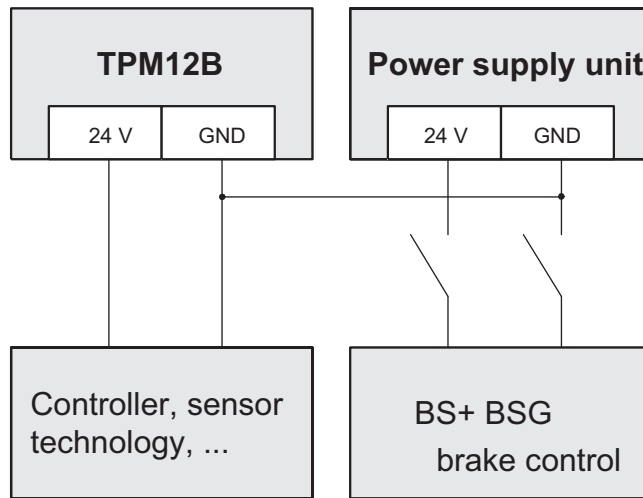 TPM12B
Power supply unit
24 V
GND
24 V
GND
Controller, sensor
technology, ...
BS+ BSG
brake control